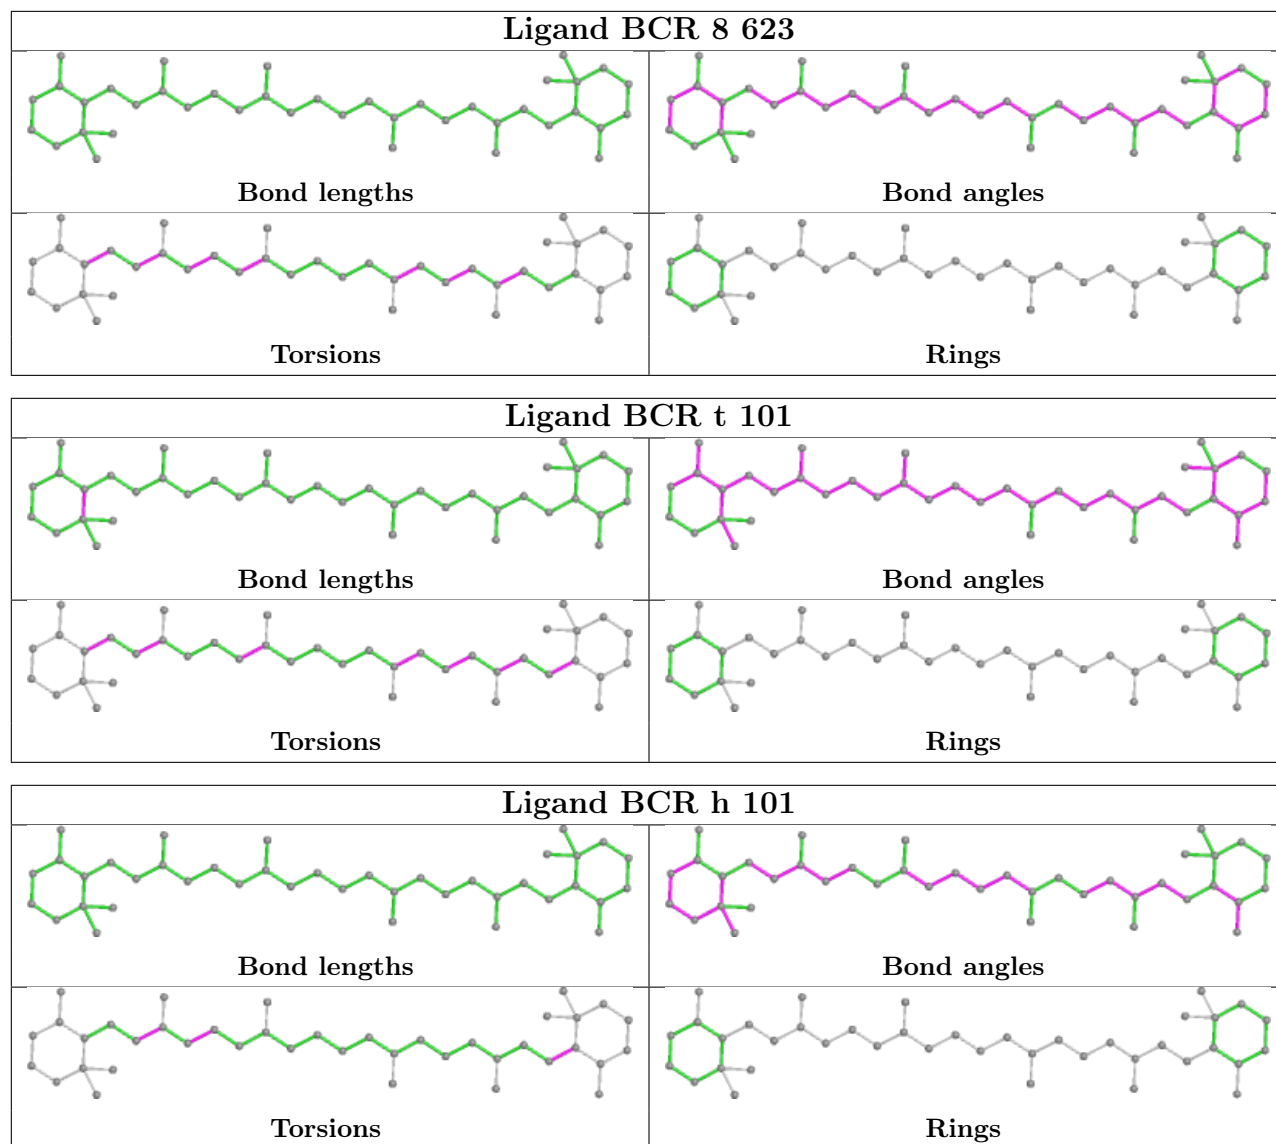 Ligand BCR 8 623
Bond lengths Bond angles
Torsions Rings
Ligand BCR t 101
Bond lengths Bond angles
Torsions Rings
Ligand BCR h 101
Bond lengths Bond angles
Torsions Rings